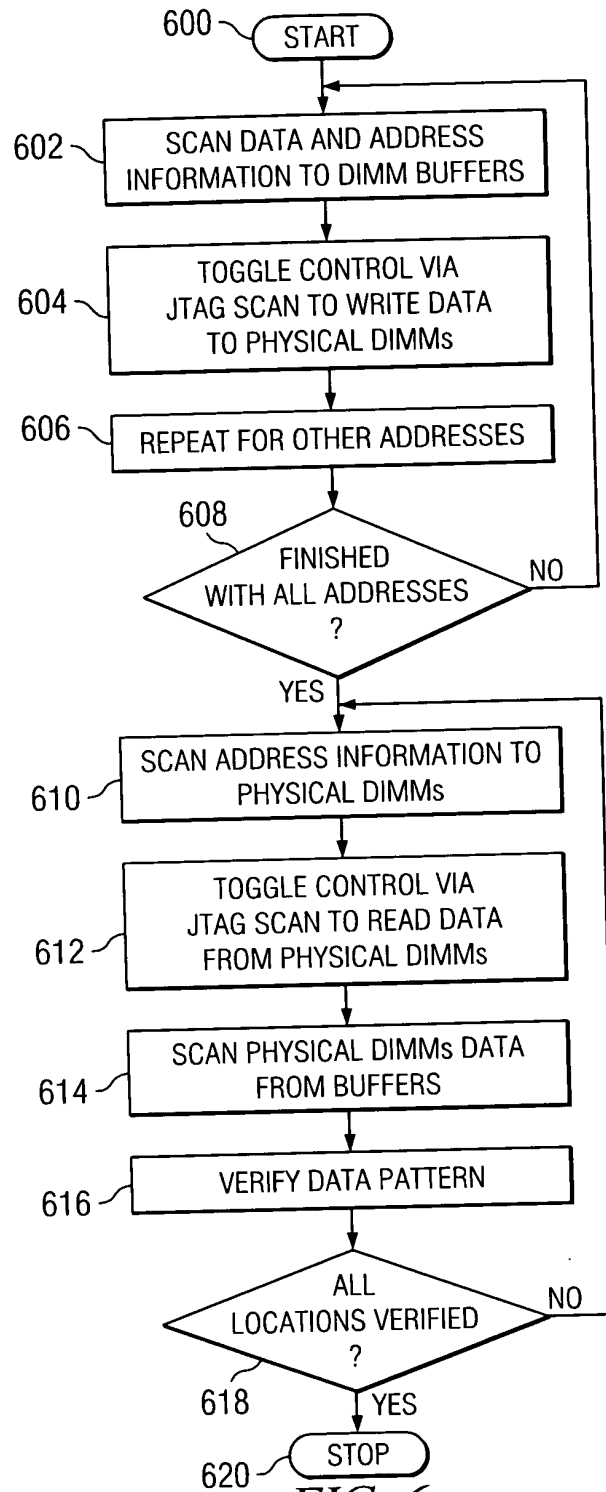 600
START
602
SCAN DATA AND ADDRESS
INFORMATION TO DIMM BUFFERS
604
TOGGLE CONTROL VIA
JTAG SCAN TO WRITE DATA
TO PHYSICAL DIMMs
606
REPEAT FOR OTHER ADDRESSES
608
FINISHED
WITH ALL ADDRESSES
?
NO
YES
610
SCAN ADDRESS INFORMATION TO
PHYSICAL DIMMs
612
TOGGLE CONTROL VIA
JTAG SCAN TO READ DATA
FROM PHYSICAL DIMMs
614
SCAN PHYSICAL DIMMs DATA
FROM BUFFERS
616
VERIFY DATA PATTERN
618
ALL
LOCATIONS VERIFIED
?
NO
YES
620
STOP
FIG. 6